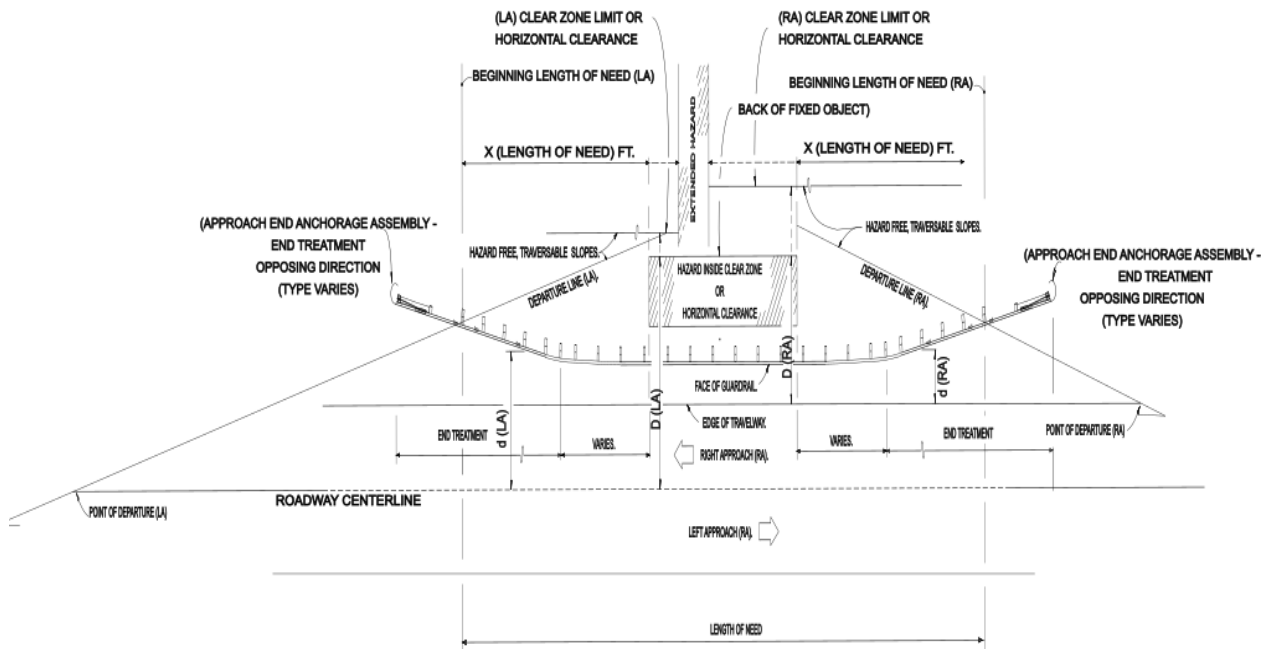 (LA) CLEAR ZONE LIMIT OR
HORIZONTAL CLEARANCE
(RA) CLEAR ZONE LIMIT OR
HORIZONTAL CLEARANCE
BEGINNING LENGTH OF NEED (LA)
BEGINNING LENGTH OF NEED (RA)
BACK OF FIXED OBJECT)
EXTENDED HAZARD
X (LENGTH OF NEED) FT.
X (LENGTH OF NEED) FT.
(APPROACH END ANCHORAGE ASSEMBLY -
END TREATMENT
OPPOSING DIRECTION
(TYPE VARIES)
HAZARD FREE, TRAVERSABLE SLOPES.
HAZARD FREE, TRAVERSABLE SLOPES.
(APPROACH END ANCHORAGE ASSEMBLY -
END TREATMENT
OPPOSING DIRECTION
(TYPE VARIES)
DEPARTURE LINE (LA).
HAZARD INSIDE CLEAR ZONE
OR
HORIZONTAL CLEARANCE
DEPARTURE LINE (RA).
D (RA)
d (RA)
FACE OF GUARDRAIL.
D (LA)
d (LA)
EDGE OF TRAVELWAY.
POINT OF DEPARTURE (RA)
END TREATMENT
VARIES.
RIGHT APPROACH (RA).
VARIES.
END TREATMENT
ROADWAY CENTERLINE
POINT OF DEPARTURE (LA)
LEFT APPROACH (RA).
LENGTH OF NEED